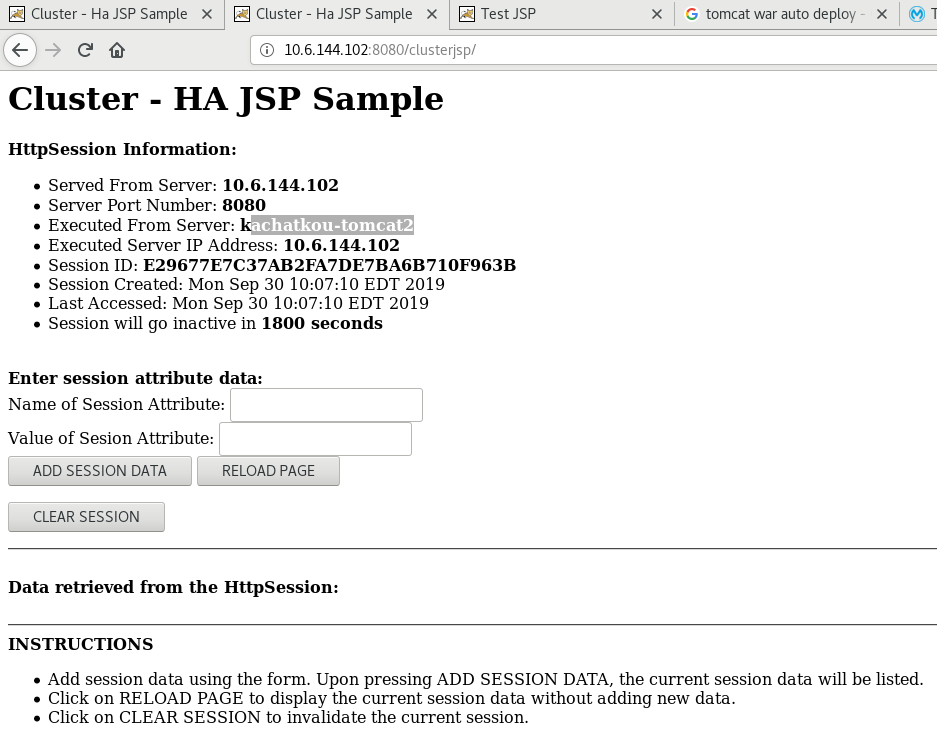 Cluster - Ha JSP Sample
Cluster - Ha JSP Sample
Test JSP
tomcat war auto deploy -
T
10.6.144.102:8080/clusterjsp/
Cluster - HA JSP Sample
HttpSession Information:
Served From Server: 10.6.144.102
Server Port Number: 8080
Executed From Server: kachatkou-tomcat2
Executed Server IP Address: 10.6.144.102
Session ID: E29677E7C37AB2FA7DE7BA6B710F963B
Session Created: Mon Sep 30 10:07:10 EDT 2019
Last Accessed: Mon Sep 30 10:07:10 EDT 2019
Session will go inactive in 1800 seconds
Enter session attribute data:
Name of Session Attribute:
Value of Sesion Attribute:
ADD SESSION DATA RELOAD PAGE
CLEAR SESSION
Data retrieved from the HttpSession:
INSTRUCTIONS
Add session data using the form. Upon pressing ADD SESSION DATA, the current session data will be listed.
Click on RELOAD PAGE to display the current session data without adding new data.
Click on CLEAR SESSION to invalidate the current session.